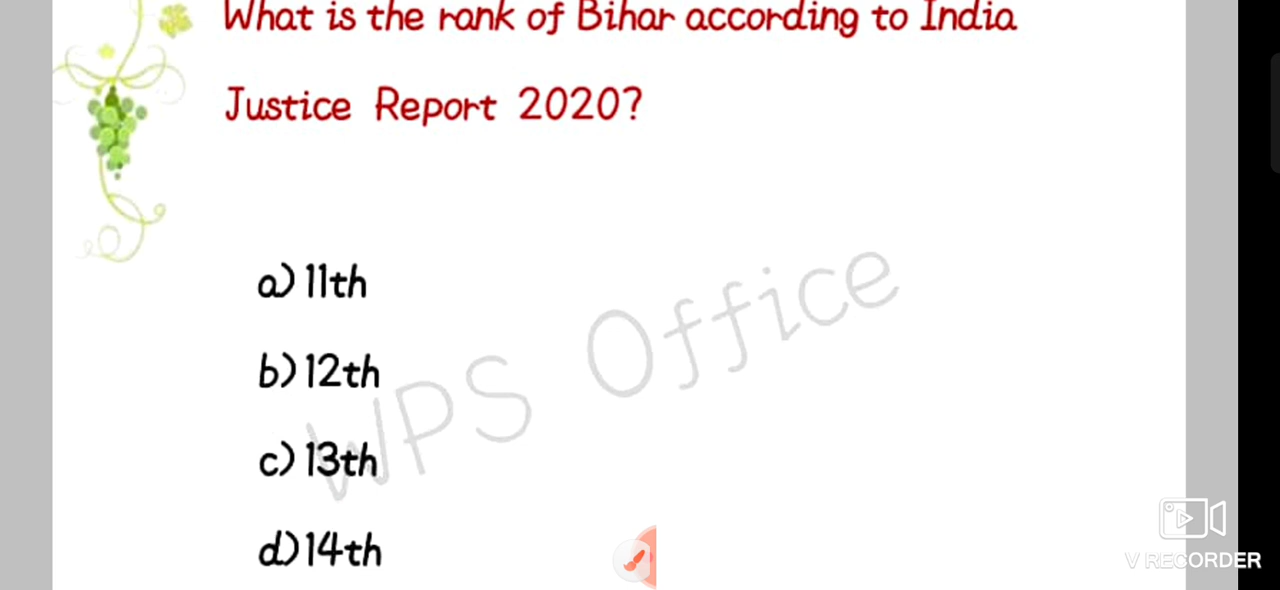 What is the rank of Bihar according to India
Justice Report 2020?
a) 11th
b) 12th
c) 13th
d) 14th
WPS Office
V RECORDER